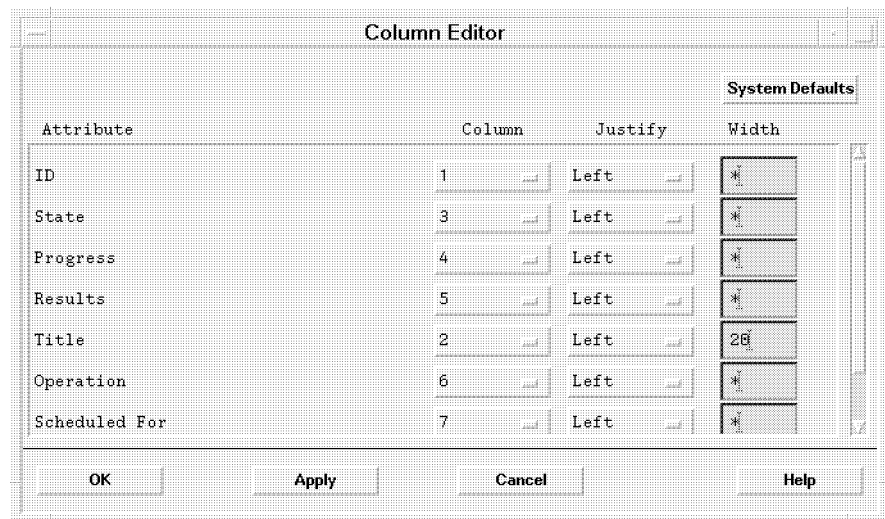 Column Editor
System Defaults
Attribute Column Justify Width
ID 1 Left *
State 3 Left *
Progress 4 Left *
Results 5 Left *
Title 2 Left 20
Operation 6 Left *
Scheduled For 7 Left *
OK Apply Cancel Help